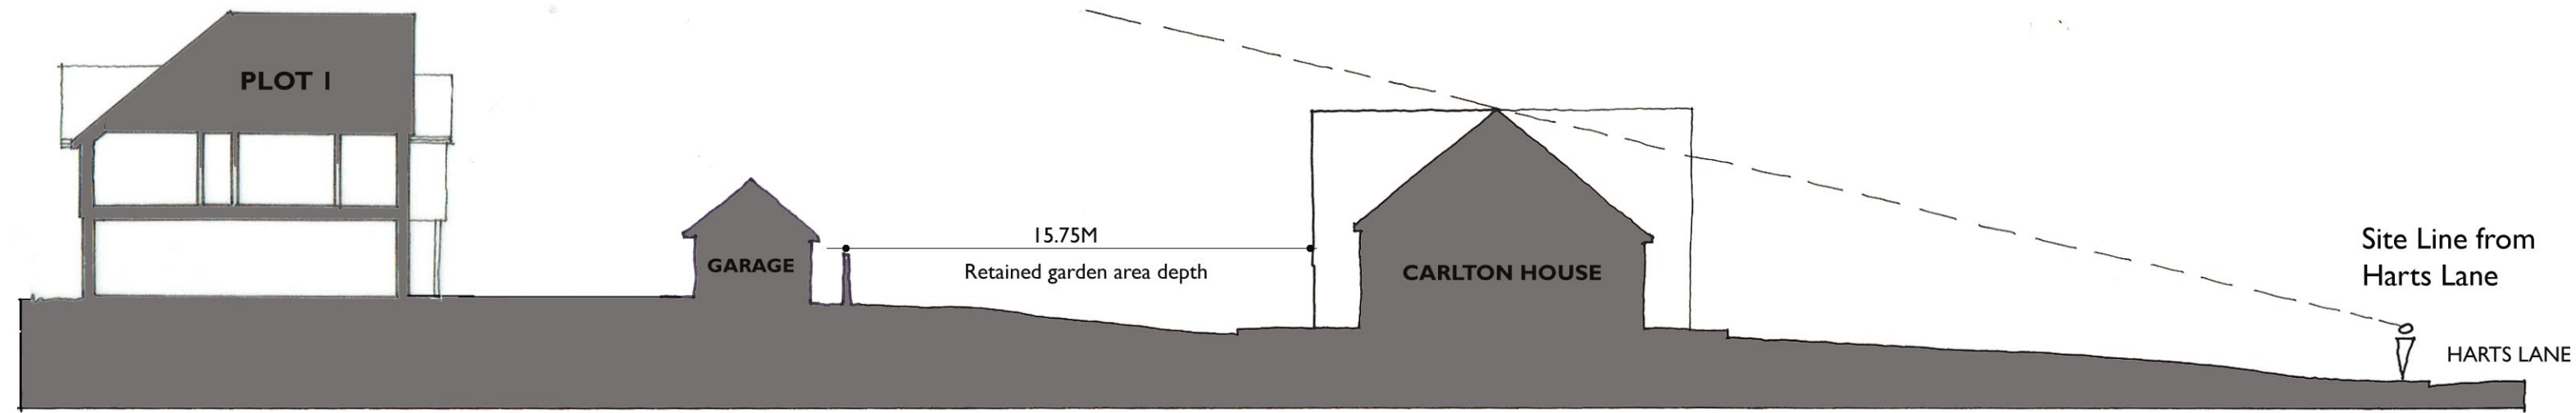 PLOT 1
15.75M
Retained garden area depth
GARAGE
CARLTON HOUSE
Site Line from
Harts Lane
HARTS LANE